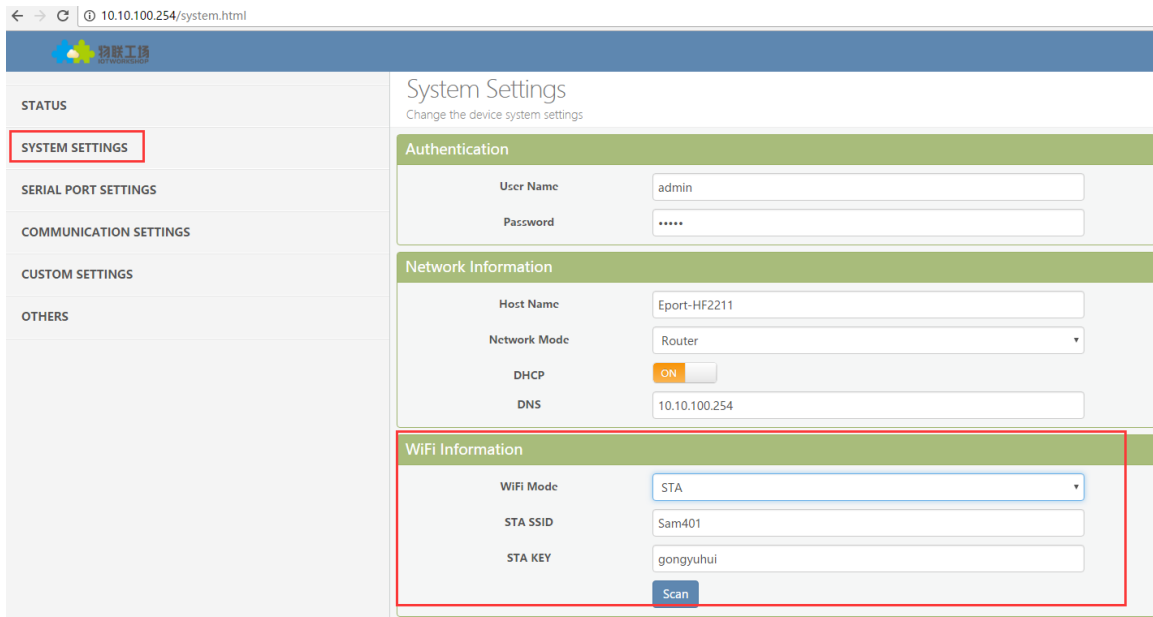 10.10.100.254/system.html
物联工场
IOTWORKSHOP
STATUS
SYSTEM SETTINGS
SERIAL PORT SETTINGS
COMMUNICATION SETTINGS
CUSTOM SETTINGS
OTHERS
System Settings
Change the device system settings
Authentication
User Name admin
Password •••••
Network Information
Host Name Eport-HF2211
Network Mode Router
DHCP ON
DNS 10.10.100.254
WiFi Information
WiFi Mode STA
STA SSID Sam401
STA KEY gongyuhui
Scan